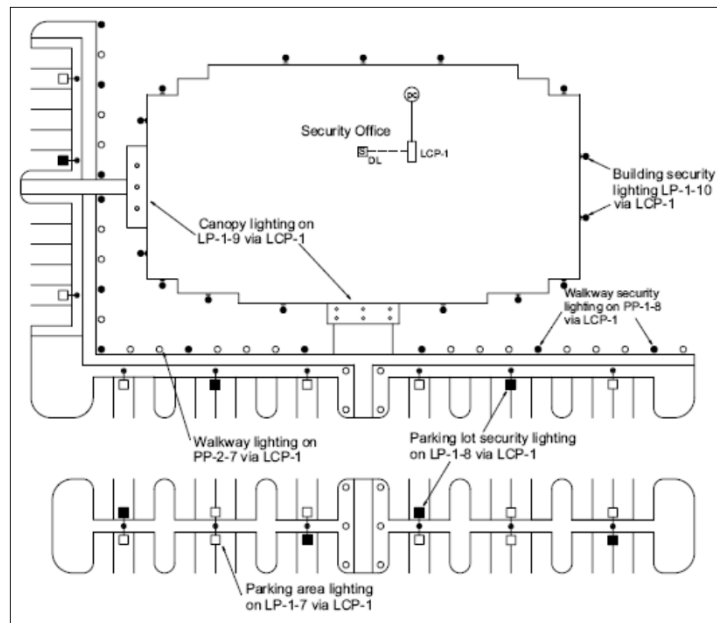 Security Office
S
DL
PC
LCP-1
Building security
lighting LP-1-10
via LCP-1
Canopy lighting on
LP-1-9 via LCP-1
Walkway security
lighting on PP-1-8
via LCP-1
Walkway lighting on
PP-2-7 via LCP-1
Parking lot security lighting
on LP-1-8 via LCP-1
Parking area lighting
on LP-1-7 via LCP-1